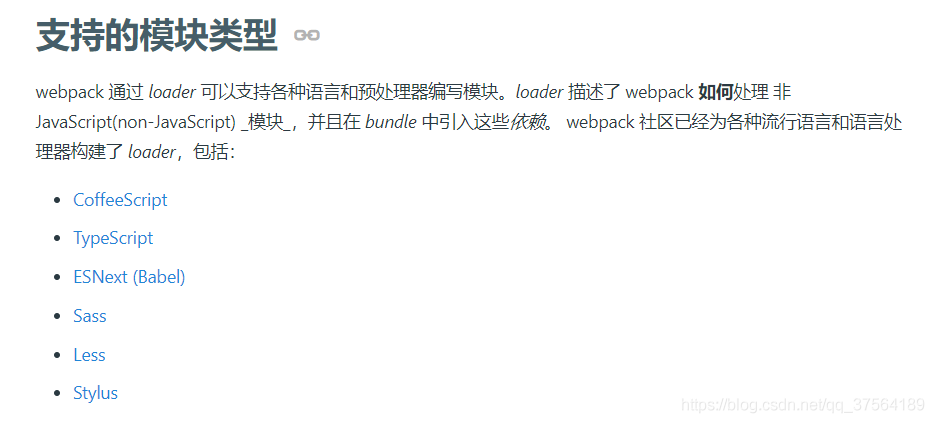 支持的模块类型
webpack 通过 loader 可以支持各种语言和预处理器编写模块。loader 描述了 webpack 如何处理 非
JavaScript(non-JavaScript) _模块_，并且在 bundle 中引入这些依赖。 webpack 社区已经为各种流行语言和语言处
理器构建了 loader，包括：
CoffeeScript
TypeScript
ESNext (Babel)
Sass
Less
Stylus
https://blog.csdn.net/qq_37564189